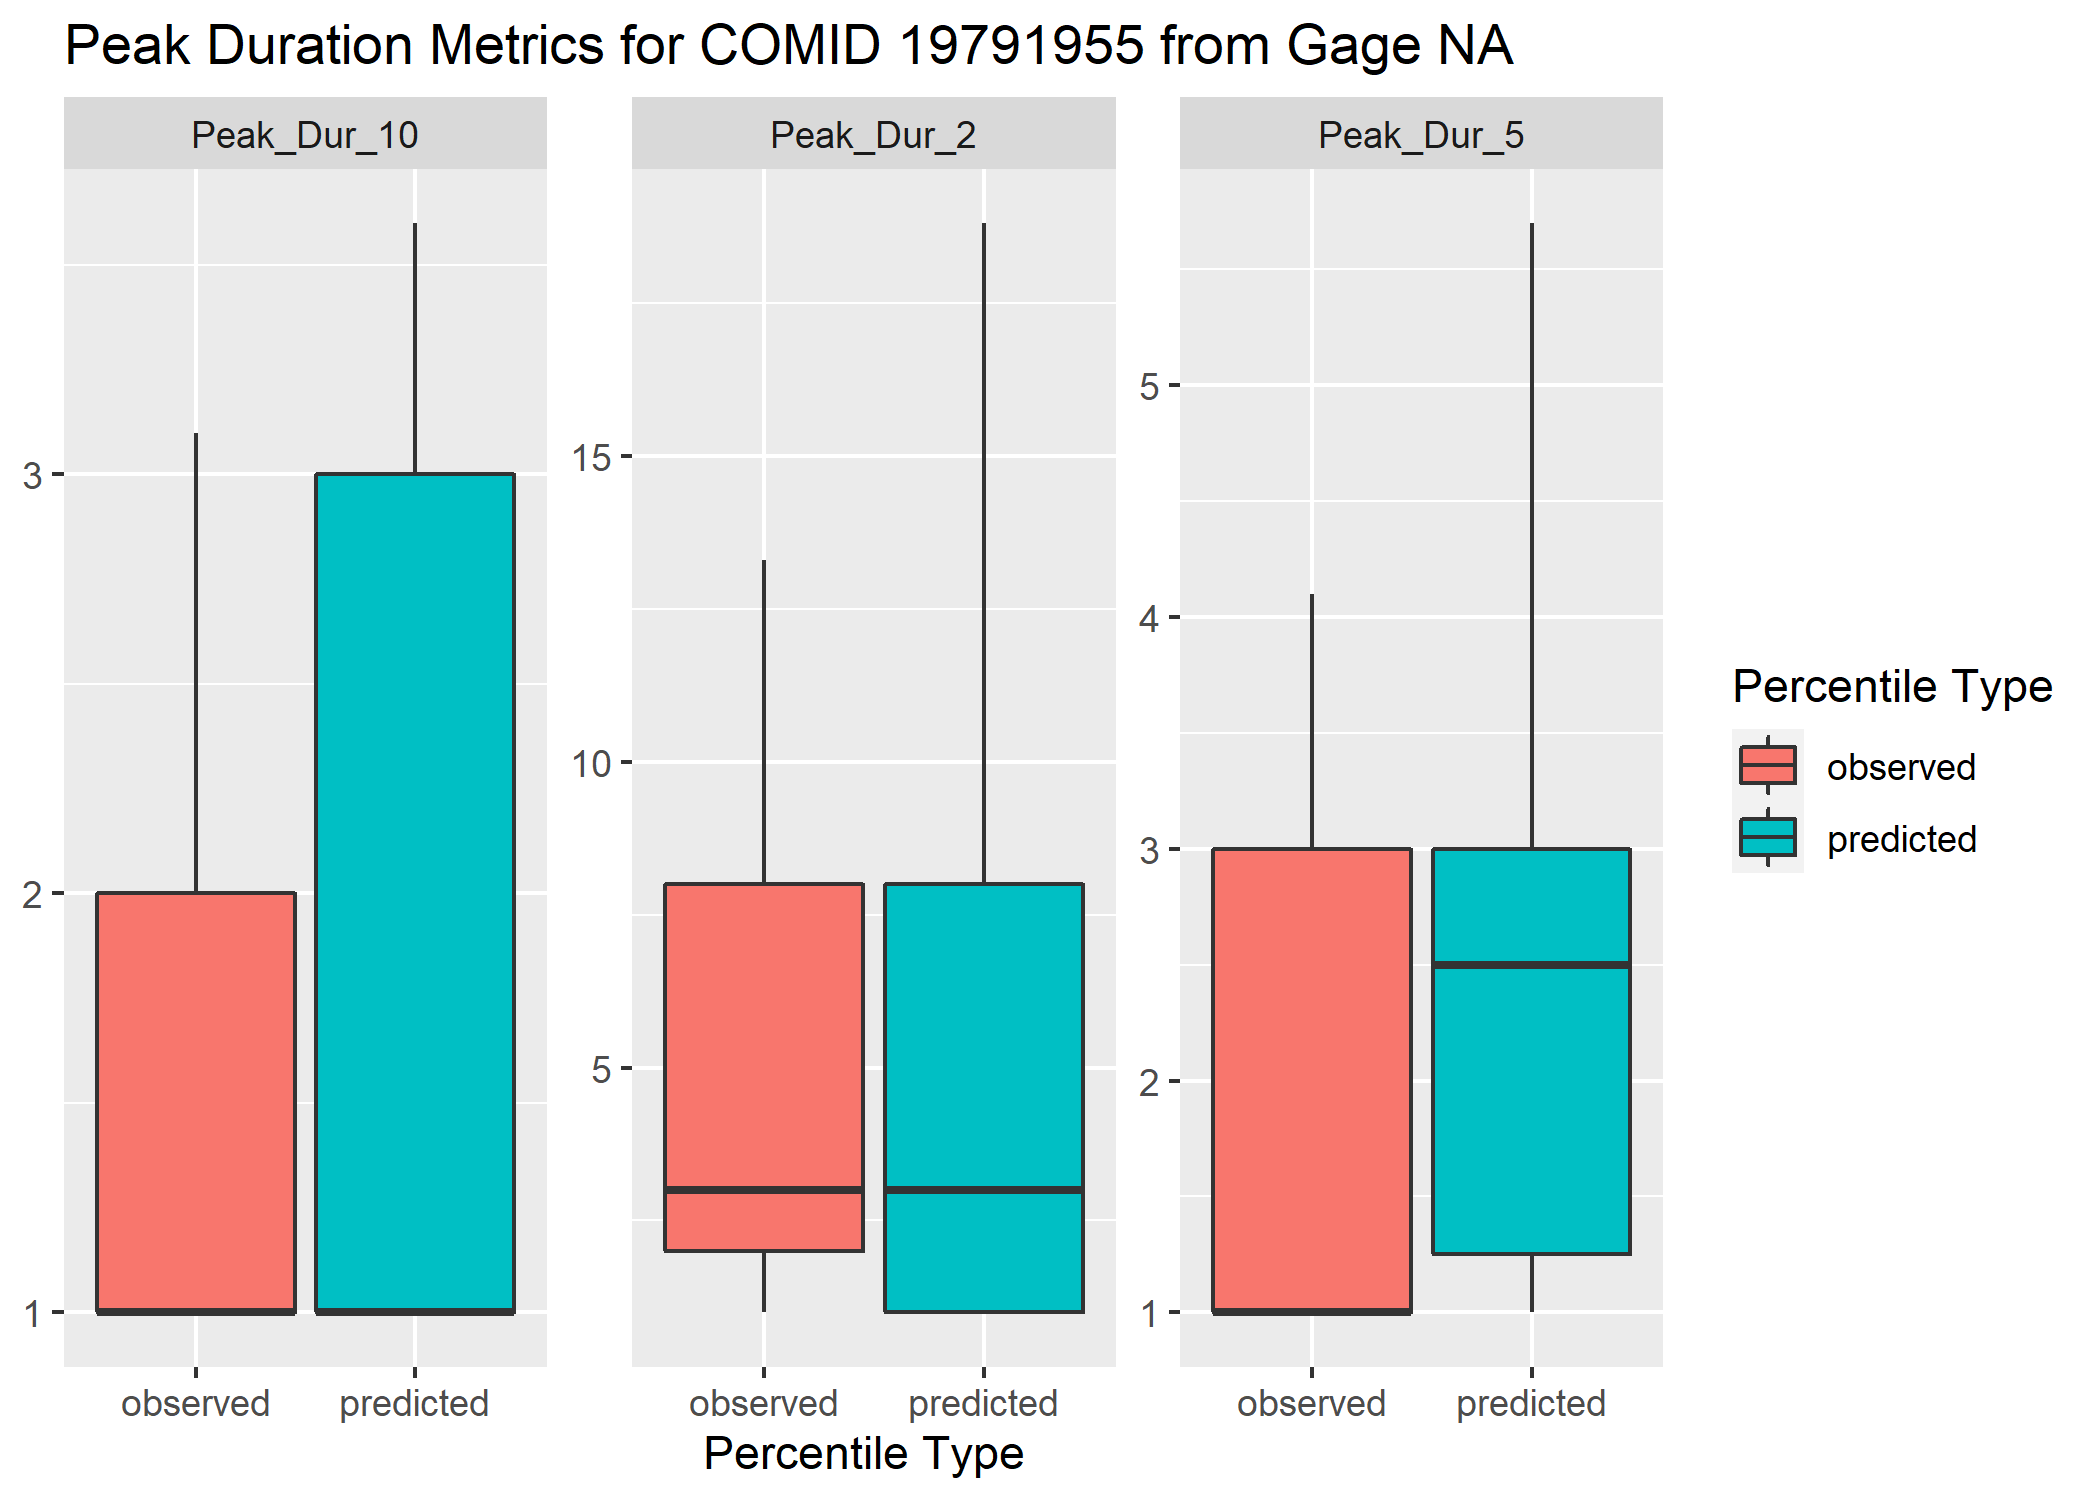 Peak Duration Metrics for COMID 19791955 from Gage NA
Peak_Dur_10
Peak_Dur_2
Peak_Dur_5
3
2
1
15
10
5
5
4
3
2
1
observed
predicted
observed
predicted
observed
predicted
Percentile Type
Percentile Type
observed
predicted